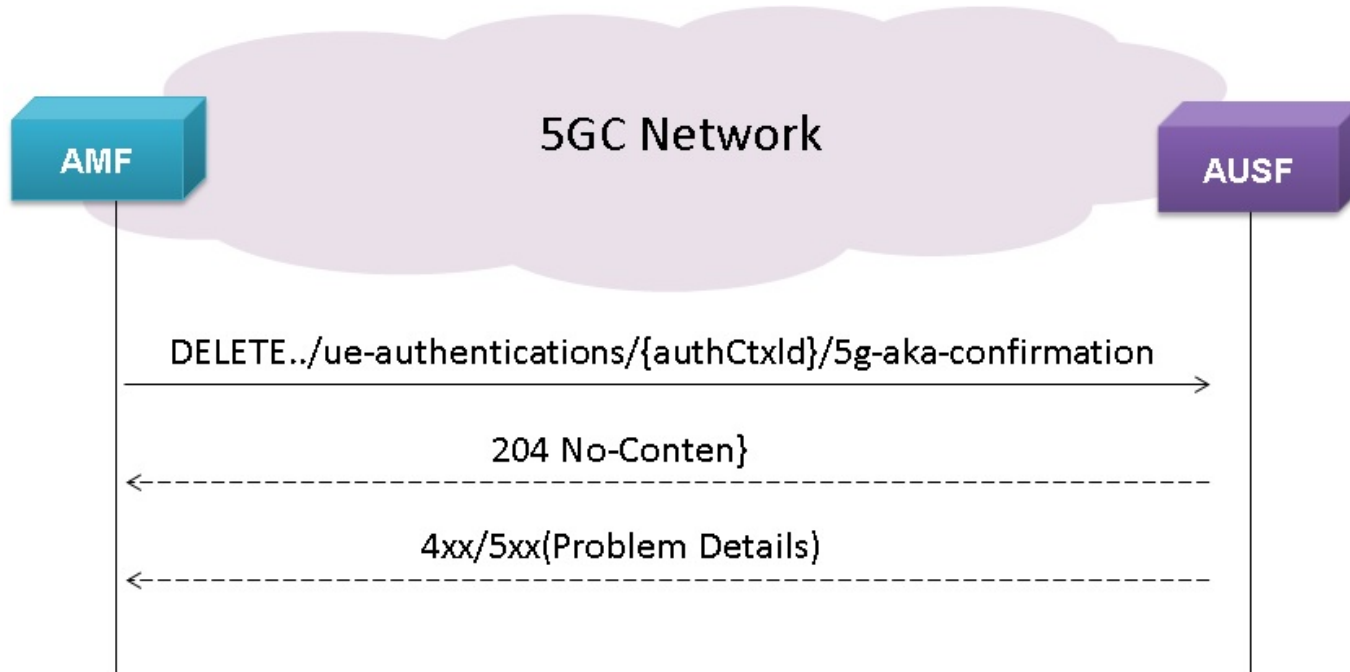 5GC Network
AMF
AUSF
DELETE../ue-authentications/{authCtxId}/5g-aka-confirmation
204 No-Conten}
4xx/5xx(Problem Details)